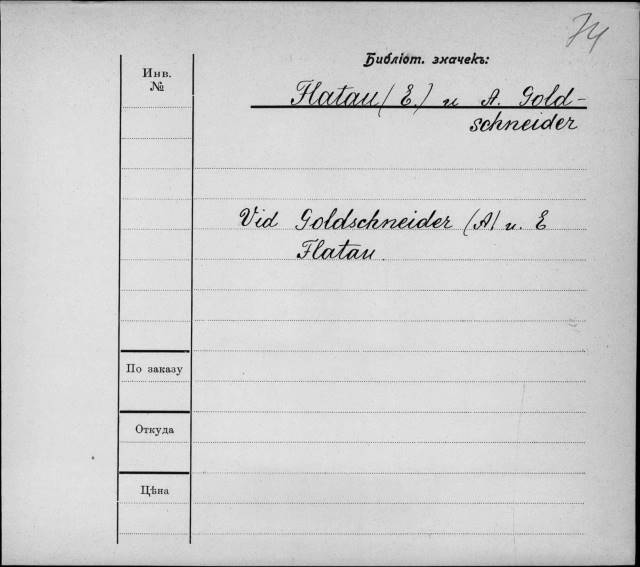 74
Библіот. значекъ:
Инв.
№
Flatau (E.) u A. Gold-
schneider
Vid Goldschneider (A) u. E
Flatau.
По заказу
Откуда
Цѣна